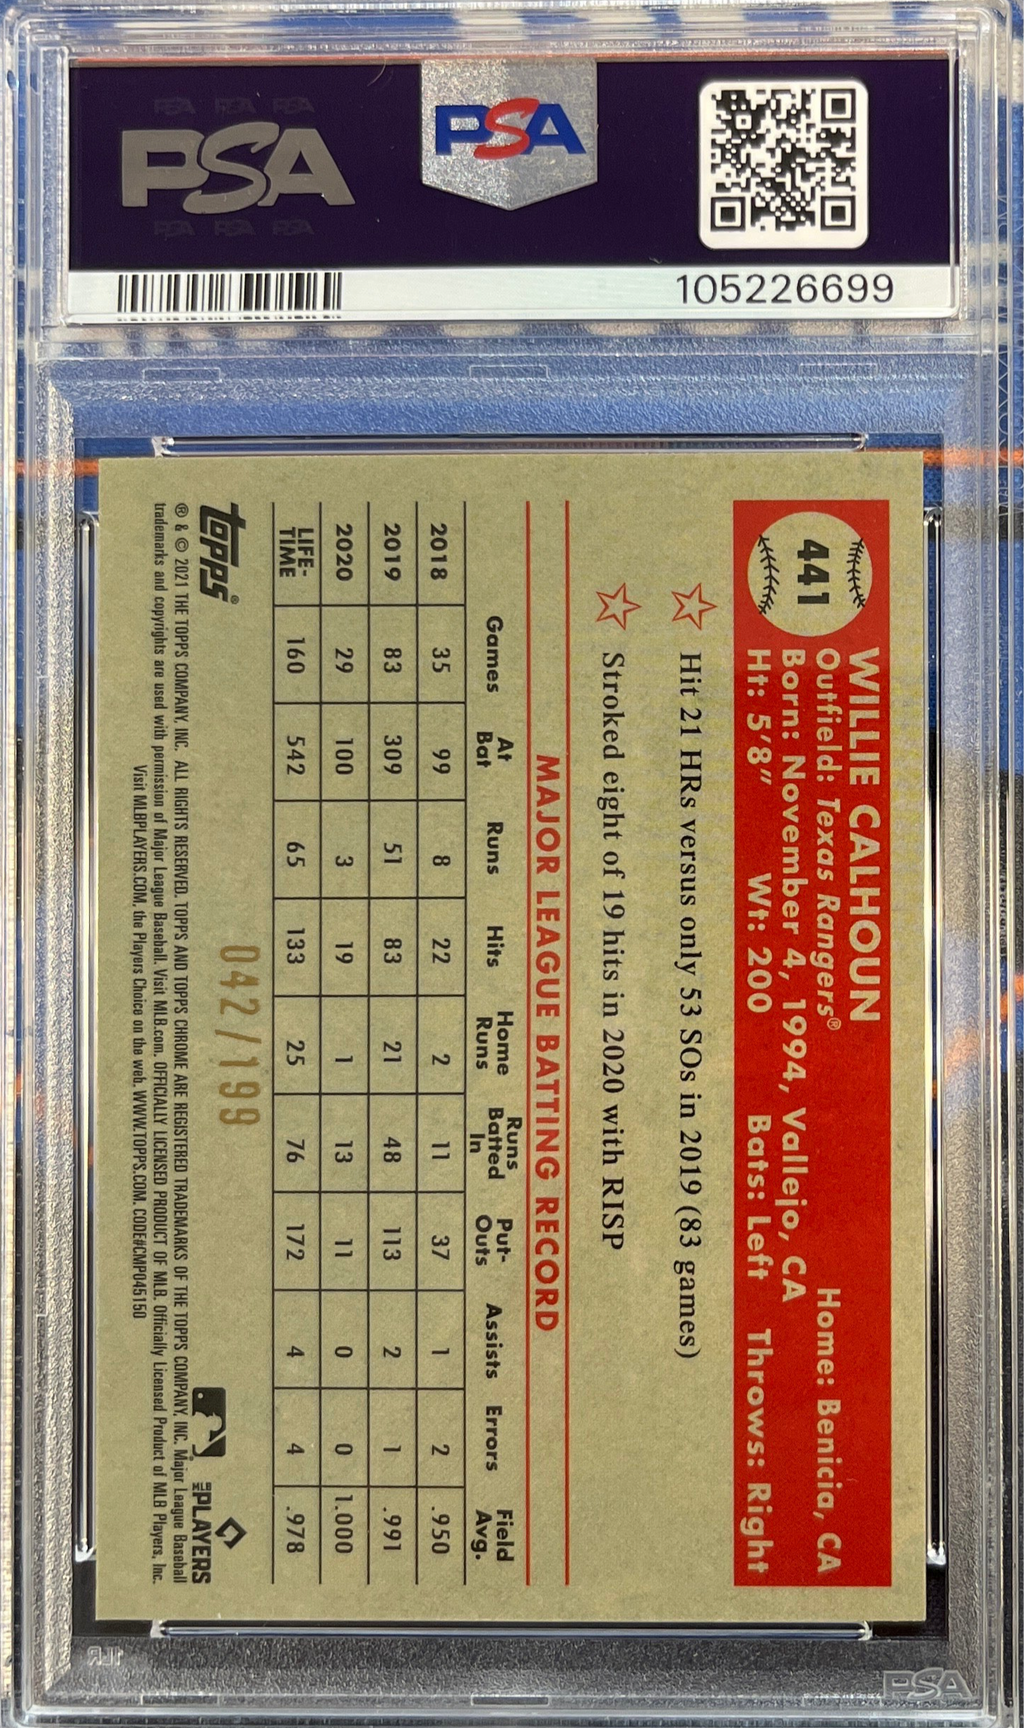 PSA PSA PSA
PSA
PSA PSA PSA
PSA
105226699
441
WILLIE CALHOUN
Outfield: Texas Rangers® Home: Benicia, CA
Born: November 4, 1994, Vallejo, CA
Ht: 5'8" Wt: 200 Bats: Left Throws: Right
Hit 21 HRs versus only 53 SOs in 2019 (83 games)
Stroked eight of 19 hits in 2020 with RISP
MAJOR LEAGUE BATTING RECORD
Games At Bat Runs Hits Home Runs Runs Batted In Put-Outs Assists Errors Field Avg.
2018 35 99 8 22 2 11 37 1 2 .950
2019 83 309 51 83 21 48 113 2 1 .991
2020 29 100 3 19 1 13 11 0 0 1.000
LIFE-TIME 160 542 65 133 25 76 172 4 4 .978
topps®
042/199
MLB PLAYERS
® & © 2021 THE TOPPS COMPANY, INC. ALL RIGHTS RESERVED. TOPPS AND TOPPS CHROME ARE REGISTERED TRADEMARKS OF THE TOPPS COMPANY, INC. Major League Baseball
trademarks and copyrights are used with permission of Major League Baseball. Visit MLB.com. OFFICIALLY LICENSED PRODUCT OF MLB. Officially Licensed Product of MLB Players, Inc.
Visit MLBPLAYERS.COM, the Players Choice on the web. WWW.TOPPS.COM. CODE#CMP045150
PSA